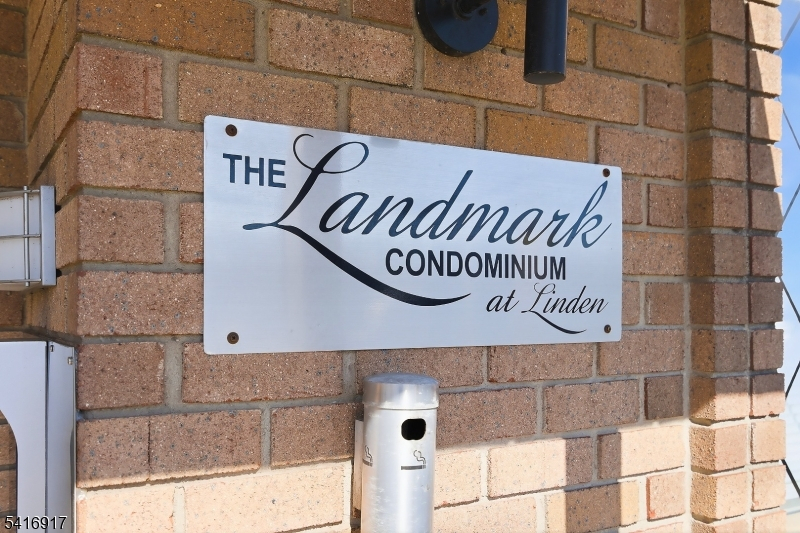 THE Landmark
CONDOMINIUM
at Linden
5416917